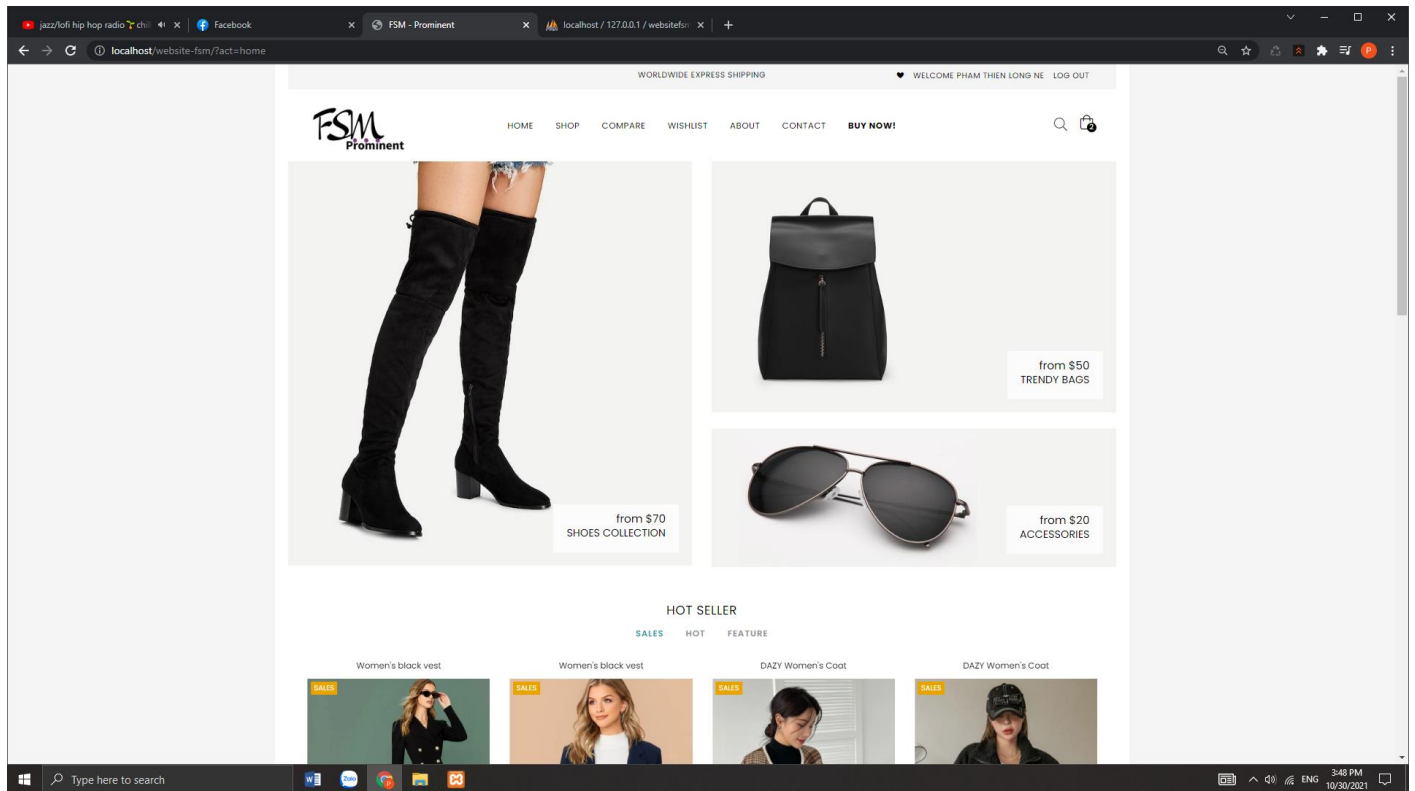 jazz/lofi hip hop radio
Facebook
FSM - Prominent
localhost / 127.0.0.1 / websitefsm
localhost/website-fsm/?act=home
P
WORLDWIDE EXPRESS SHIPPING
WELCOME PHAM THIEN LONG NE LOG OUT
FSM
Prominent
HOME SHOP COMPARE WISHLIST ABOUT CONTACT BUY NOW!
2
from $50
TRENDY BAGS
from $70
SHOES COLLECTION
from $20
ACCESSORIES
HOT SELLER
SALES HOT FEATURE
Women's black vest
Women's black vest
DAZY Women's Coat
DAZY Women's Coat
SALES
SALES
SALES
SALES
Type here to search
W
Zalo
ENG
3:48 PM
10/30/2021